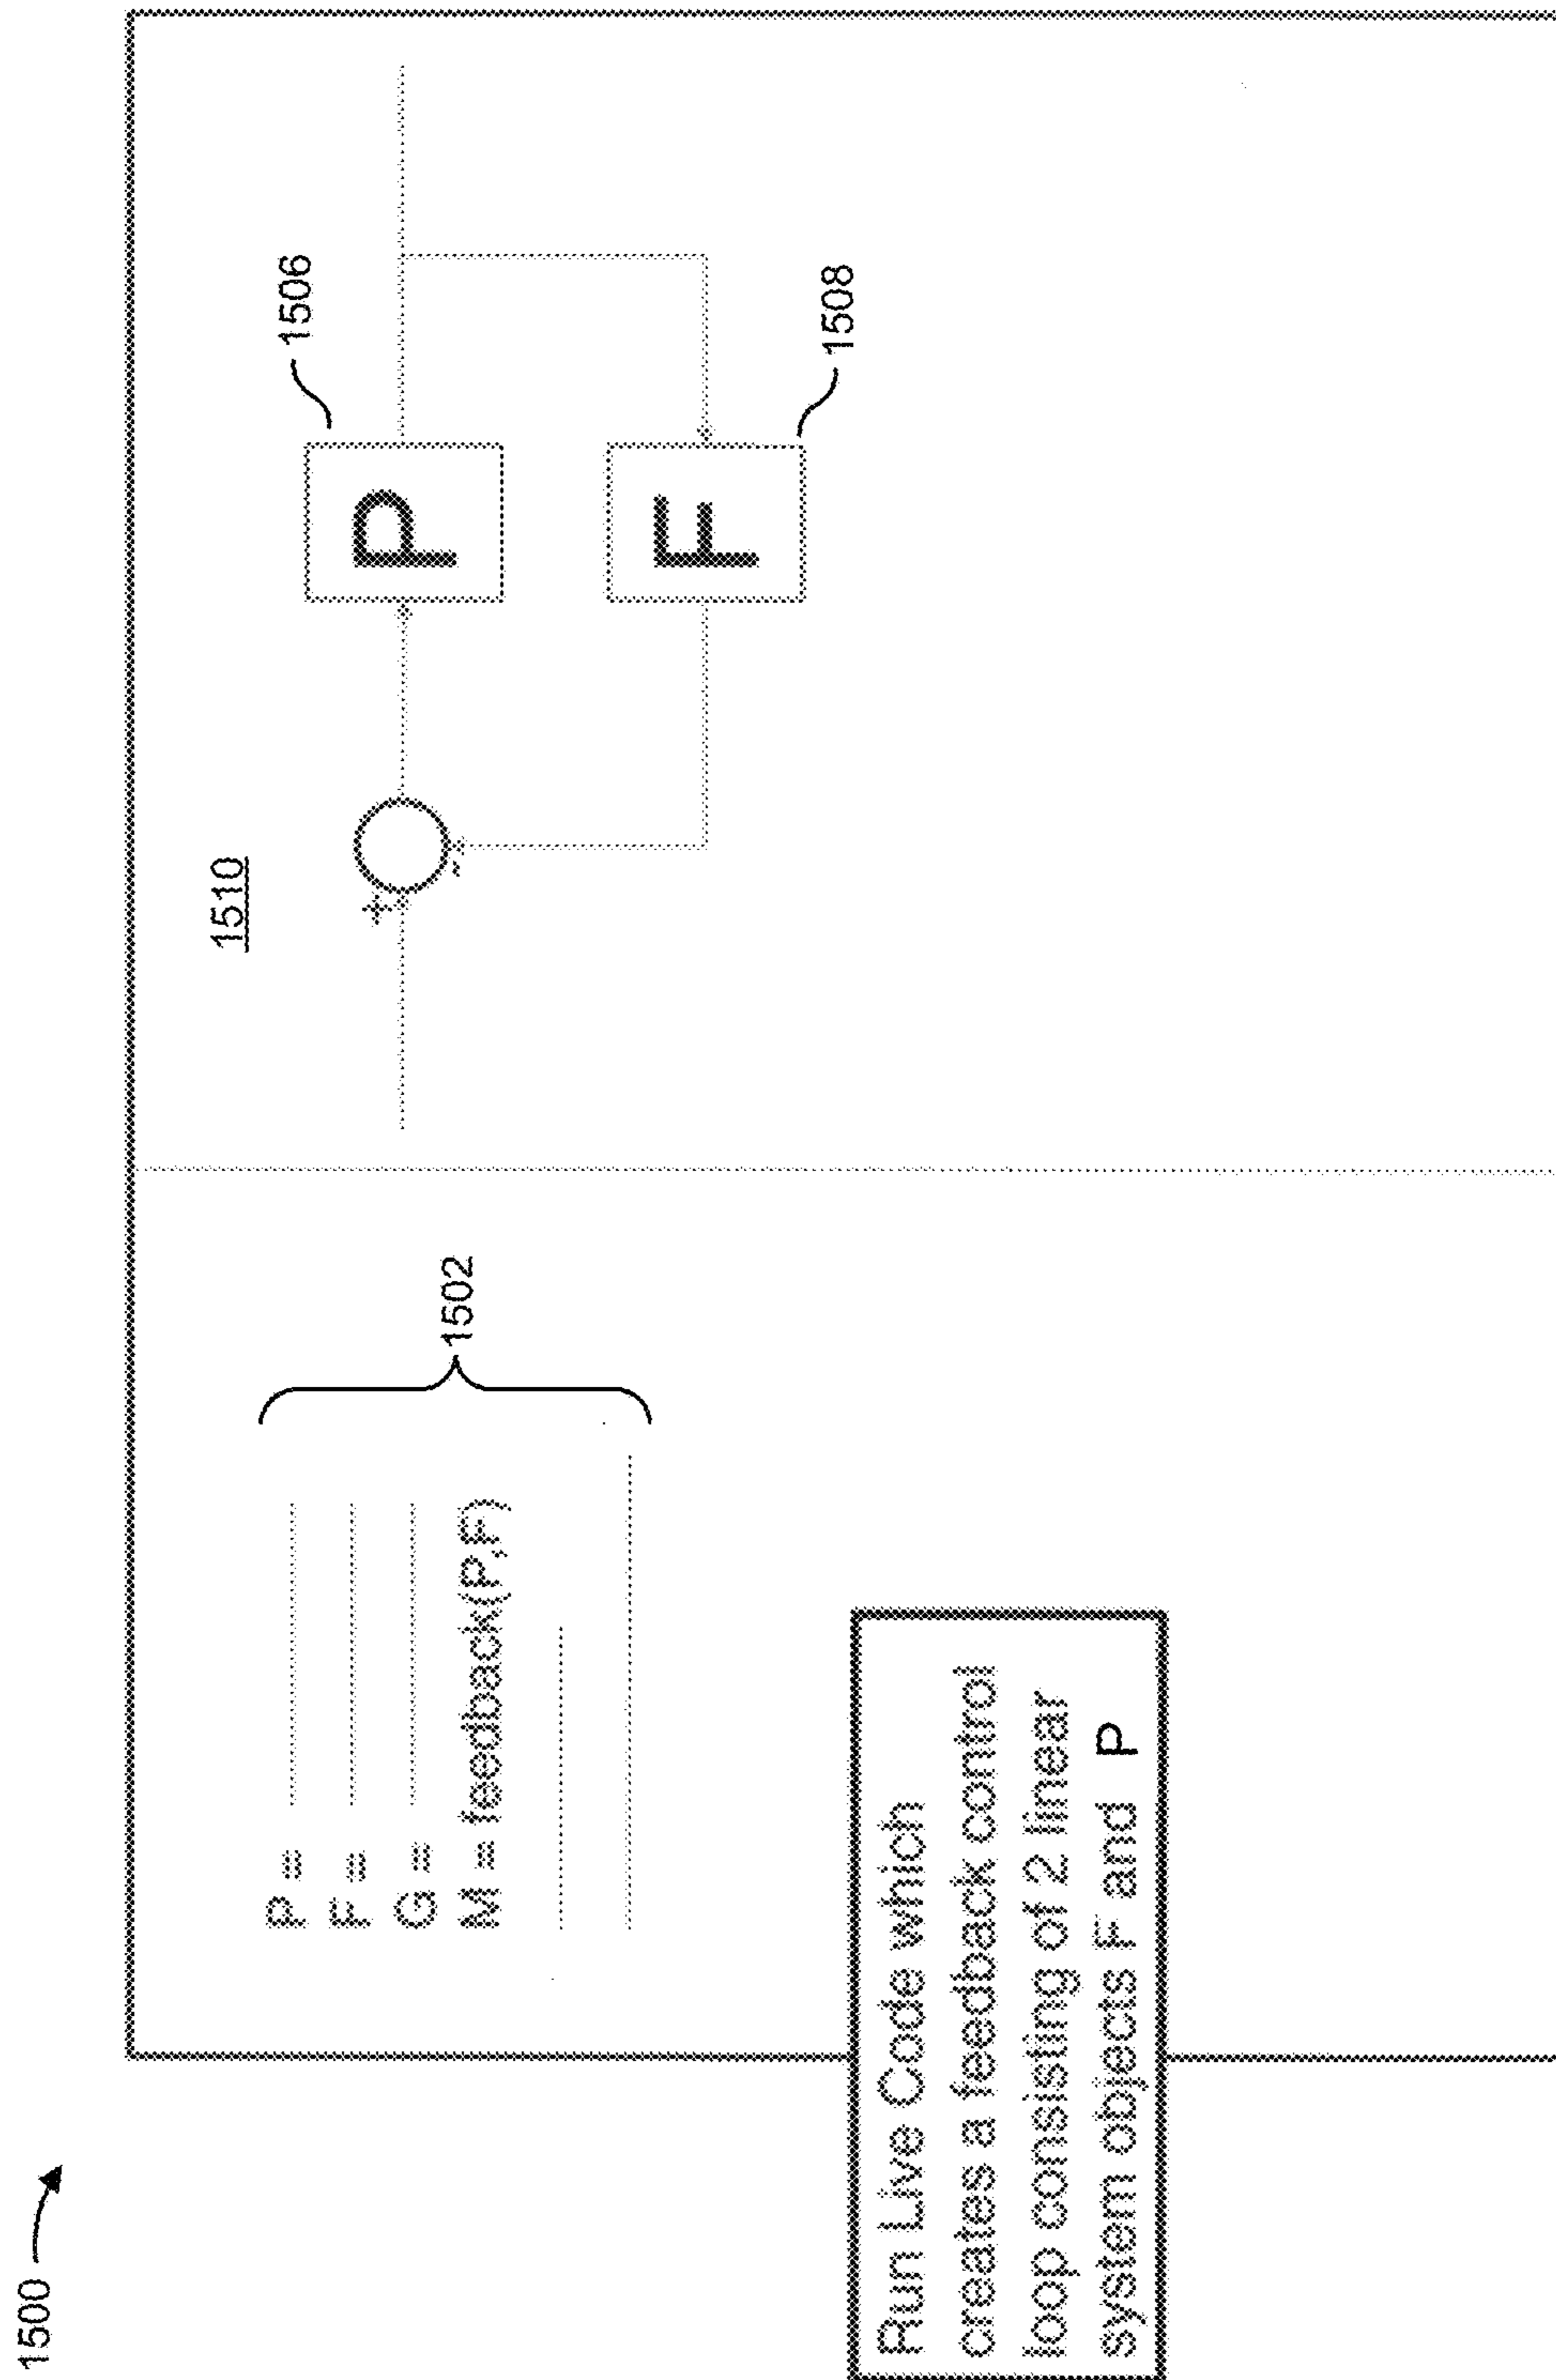 1500
P =
F =
G =
M = feedback(P,F)
1502
Run Live Code which
creates a feedback control
loop consisting of 2 linear
system objects F and P
1510
+
-
P
1506
F
1508